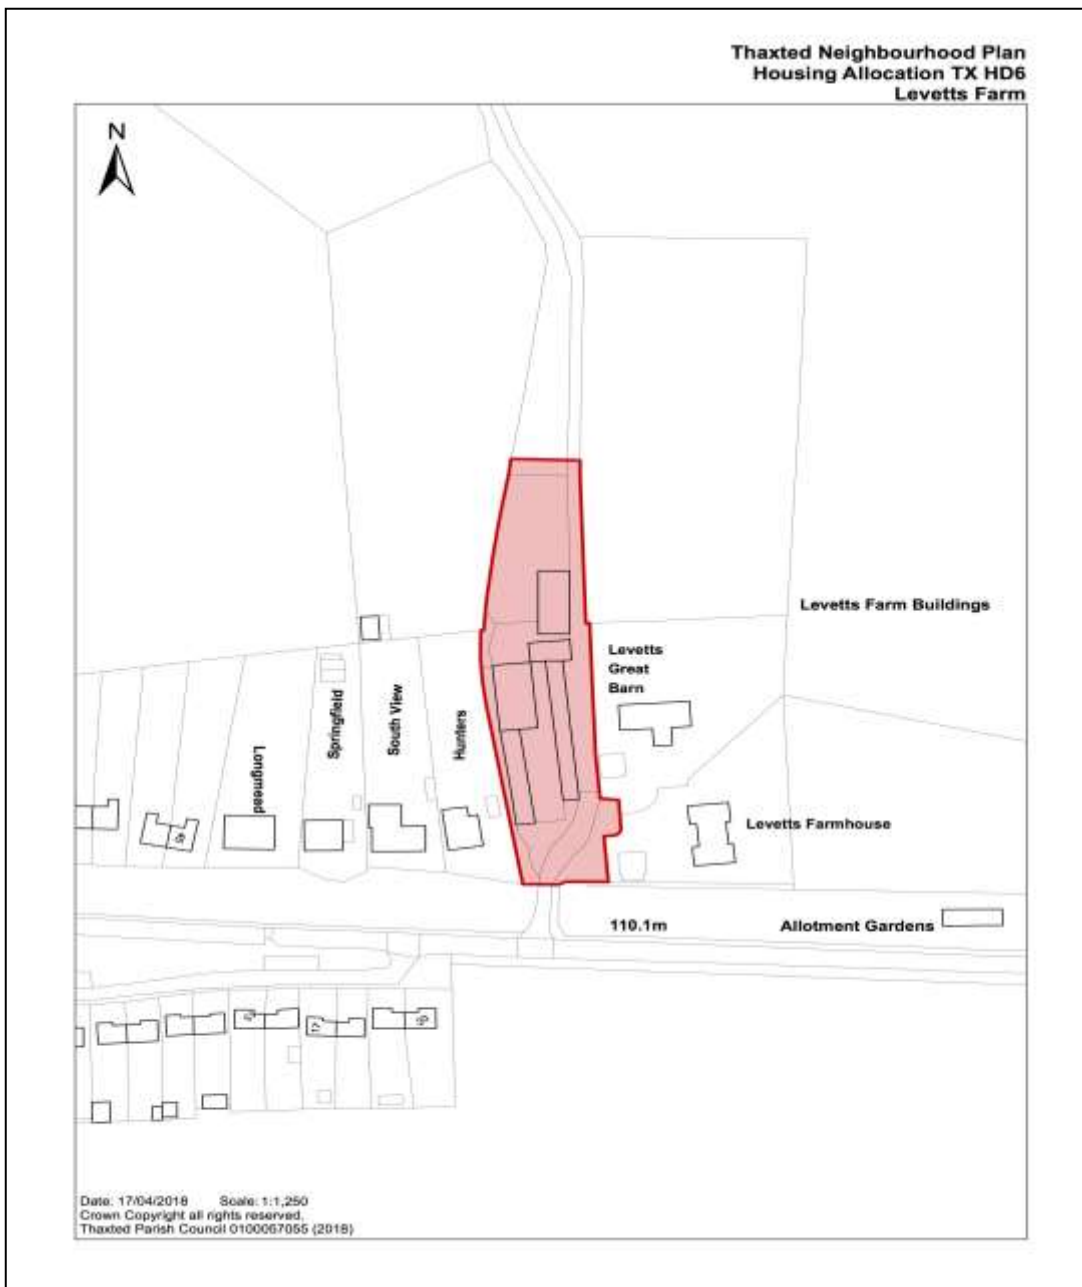 Thaxted Neighbourhood Plan
Housing Allocation TX HD6
Levetts Farm
N
Levetts Farm Buildings
Levetts
Great
Barn
Springfield
South View
Hunters
Longmead
Levetts Farmhouse
110.1m
Allotment Gardens
Date: 17/04/2018 Scale: 1:1,250
Crown Copyright all rights reserved.
Thaxted Parish Council 0100057055 (2018)